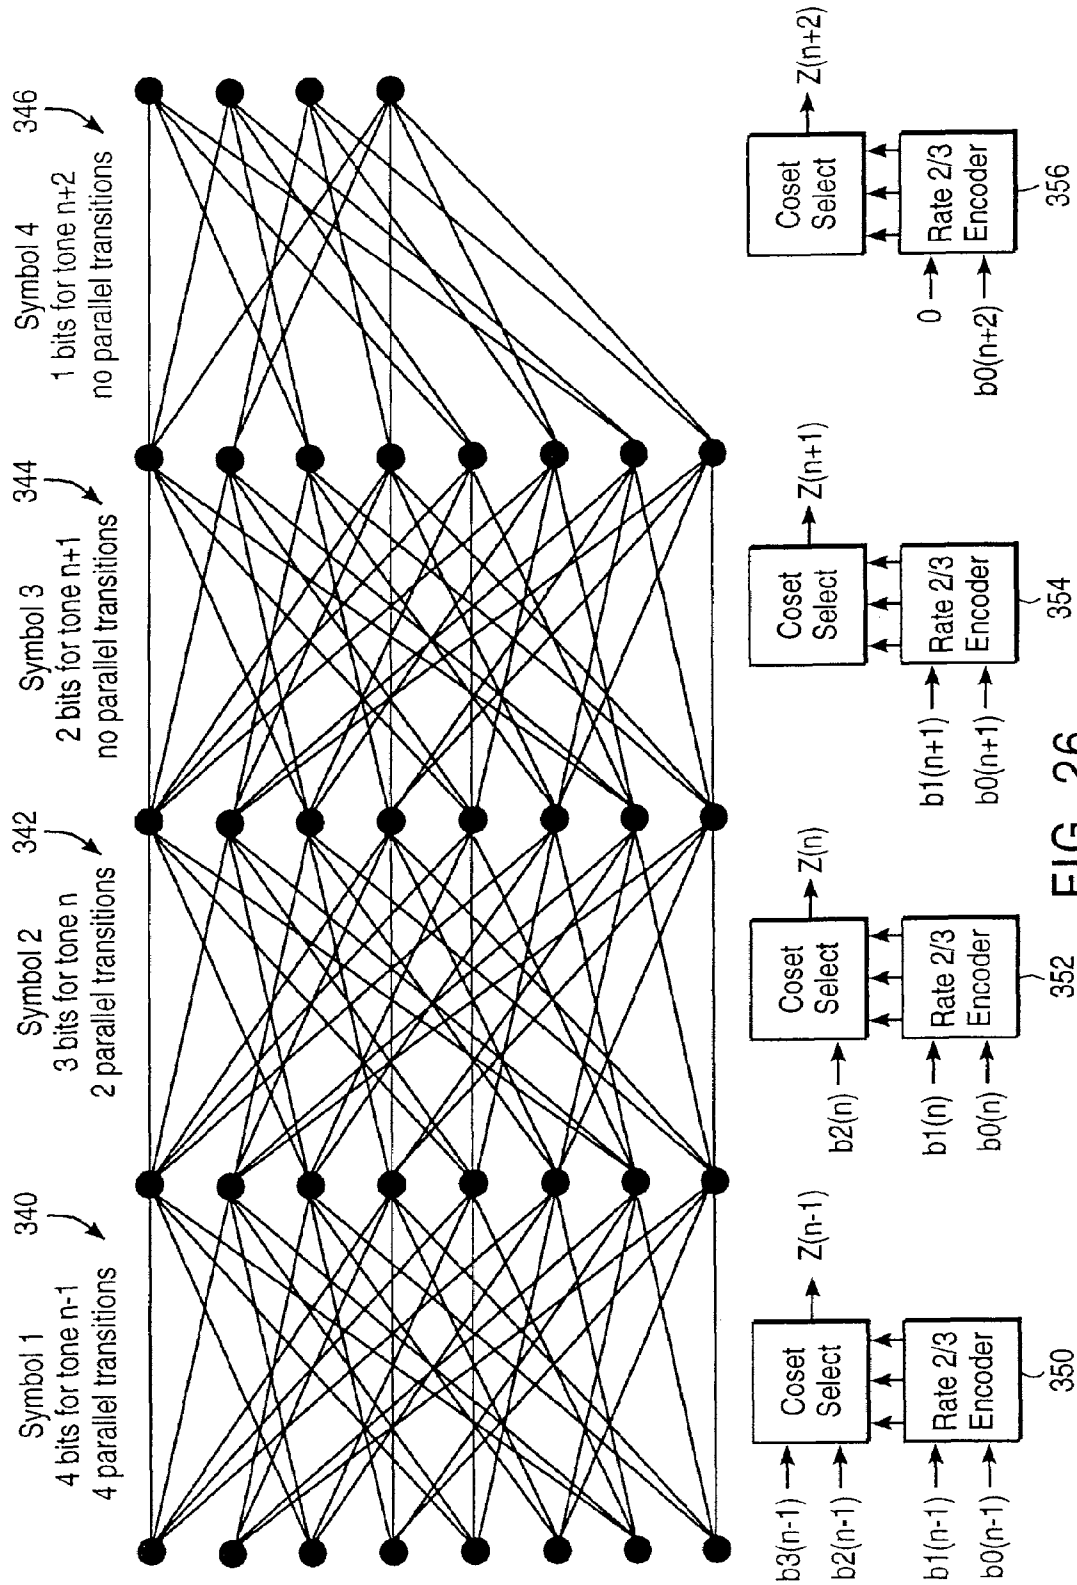 Symbol 1
4 bits for tone n-1
4 parallel transitions
340
Symbol 2
3 bits for tone n
2 parallel transitions
342
Symbol 3
2 bits for tone n+1
no parallel transitions
344
Symbol 4
1 bits for tone n+2
no parallel transitions
346
b3(n-1)
b2(n-1)
Coset
Select
Z(n-1)
b1(n-1)
b0(n-1)
Rate 2/3
Encoder
350
b2(n)
Coset
Select
Z(n)
b1(n)
b0(n)
Rate 2/3
Encoder
352
Coset
Select
Z(n+1)
b1(n+1)
b0(n+1)
Rate 2/3
Encoder
354
Coset
Select
Z(n+2)
0
b0(n+2)
Rate 2/3
Encoder
356
FIG. 26